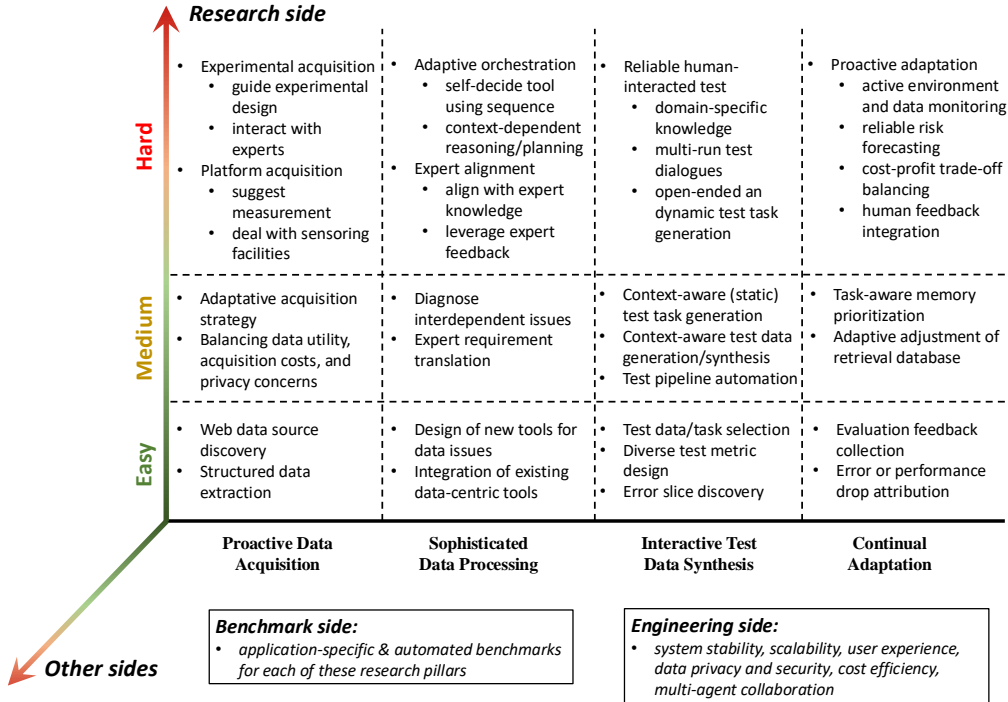 Research side
Hard
• Experimental acquisition
• guide experimental
design
• interact with
experts
• Platform acquisition
• suggest
measurement
• deal with sensoring
facilities
• Adaptive orchestration
• self-decide tool
using sequence
• context-dependent
reasoning/planning
• Expert alignment
• align with expert
knowledge
• leverage expert
feedback
• Reliable human-
interacted test
• domain-specific
knowledge
• multi-run test
dialogues
• open-ended an
dynamic test task
generation
• Proactive adaptation
• active environment
and data monitoring
• reliable risk
forecasting
• cost-profit trade-off
balancing
• human feedback
integration
Medium
• Adaptative acquisition
strategy
• Balancing data utility,
acquisition costs, and
privacy concerns
• Diagnose
interdependent issues
• Expert requirement
translation
• Context-aware (static)
test task generation
• Context-aware test data
generation/synthesis
• Test pipeline automation
• Task-aware memory
prioritization
• Adaptive adjustment of
retrieval database
Easy
• Web data source
discovery
• Structured data
extraction
• Design of new tools for
data issues
• Integration of existing
data-centric tools
• Test data/task selection
• Diverse test metric
design
• Error slice discovery
• Evaluation feedback
collection
• Error or performance
drop attribution
Proactive Data
Acquisition
Sophisticated
Data Processing
Interactive Test
Data Synthesis
Continual
Adaptation
Other sides
Benchmark side:
• application-specific & automated benchmarks
for each of these research pillars
Engineering side:
• system stability, scalability, user experience,
data privacy and security, cost efficiency,
multi-agent collaboration